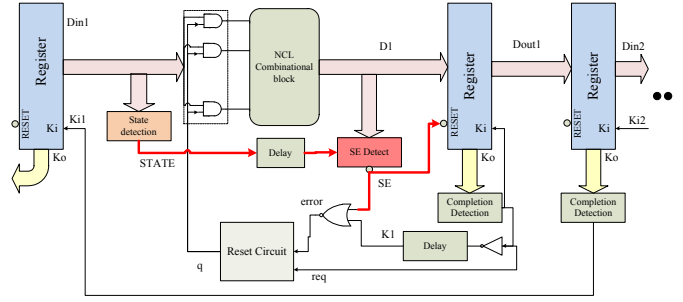 Din1
Register
RESET
Ki
Ki1
Ko
State
detection
STATE
NCL
Combinational
block
Delay
D1
SE Detect
SE
Register
RESET
Ki
Ko
Completion
Detection
Dout1
Register
RESET
Ki
Ko
Completion
Detection
Din2
Ki2
error
K1
Delay
Reset Circuit
q
req